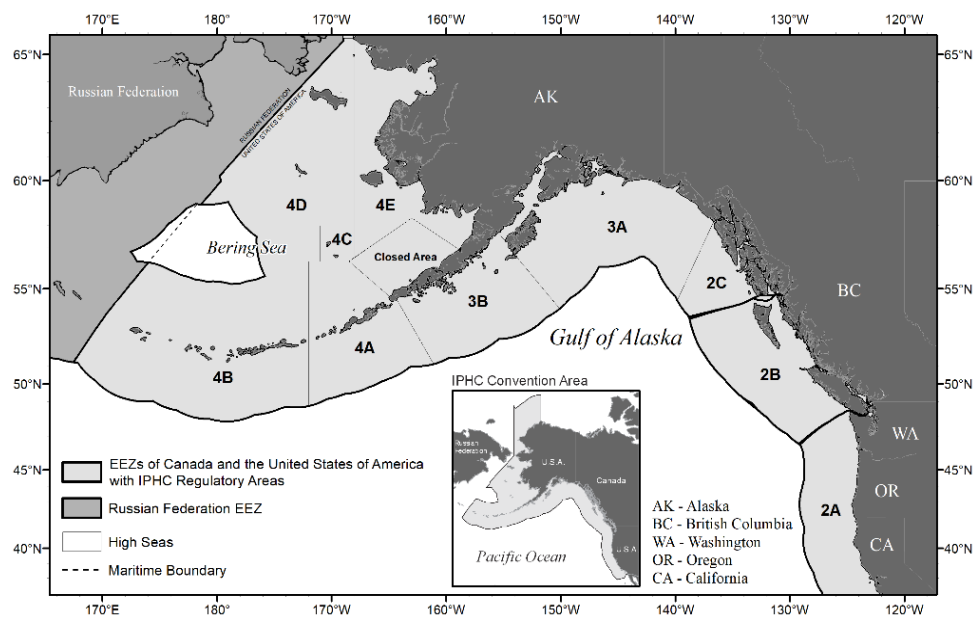 170°E 180° 170°W 160°W 150°W 140°W 130°W 120°W
65°N 65°N
Russian Federation
AK
RUSSIAN FEDERATION
UNITED STATES OF AMERICA
60°N 60°N
4D 4E
3A
Bering Sea
4C
Closed Area
55°N 55°N
2C
BC
3B
Gulf of Alaska
4A
4B
2B
50°N 50°N
IPHC Convention Area
WA
Russian
Federation
U.S.A.
Canada
U.S.A
Pacific Ocean
EEZs of Canada and the United States of America
with IPHC Regulatory Areas
45°N 45°N
Russian Federation EEZ
OR
2A
High Seas
40°N 40°N
CA
Maritime Boundary
AK - Alaska
BC - British Columbia
WA - Washington
OR - Oregon
CA - California
170°E 180° 170°W 160°W 150°W 140°W 130°W 120°W